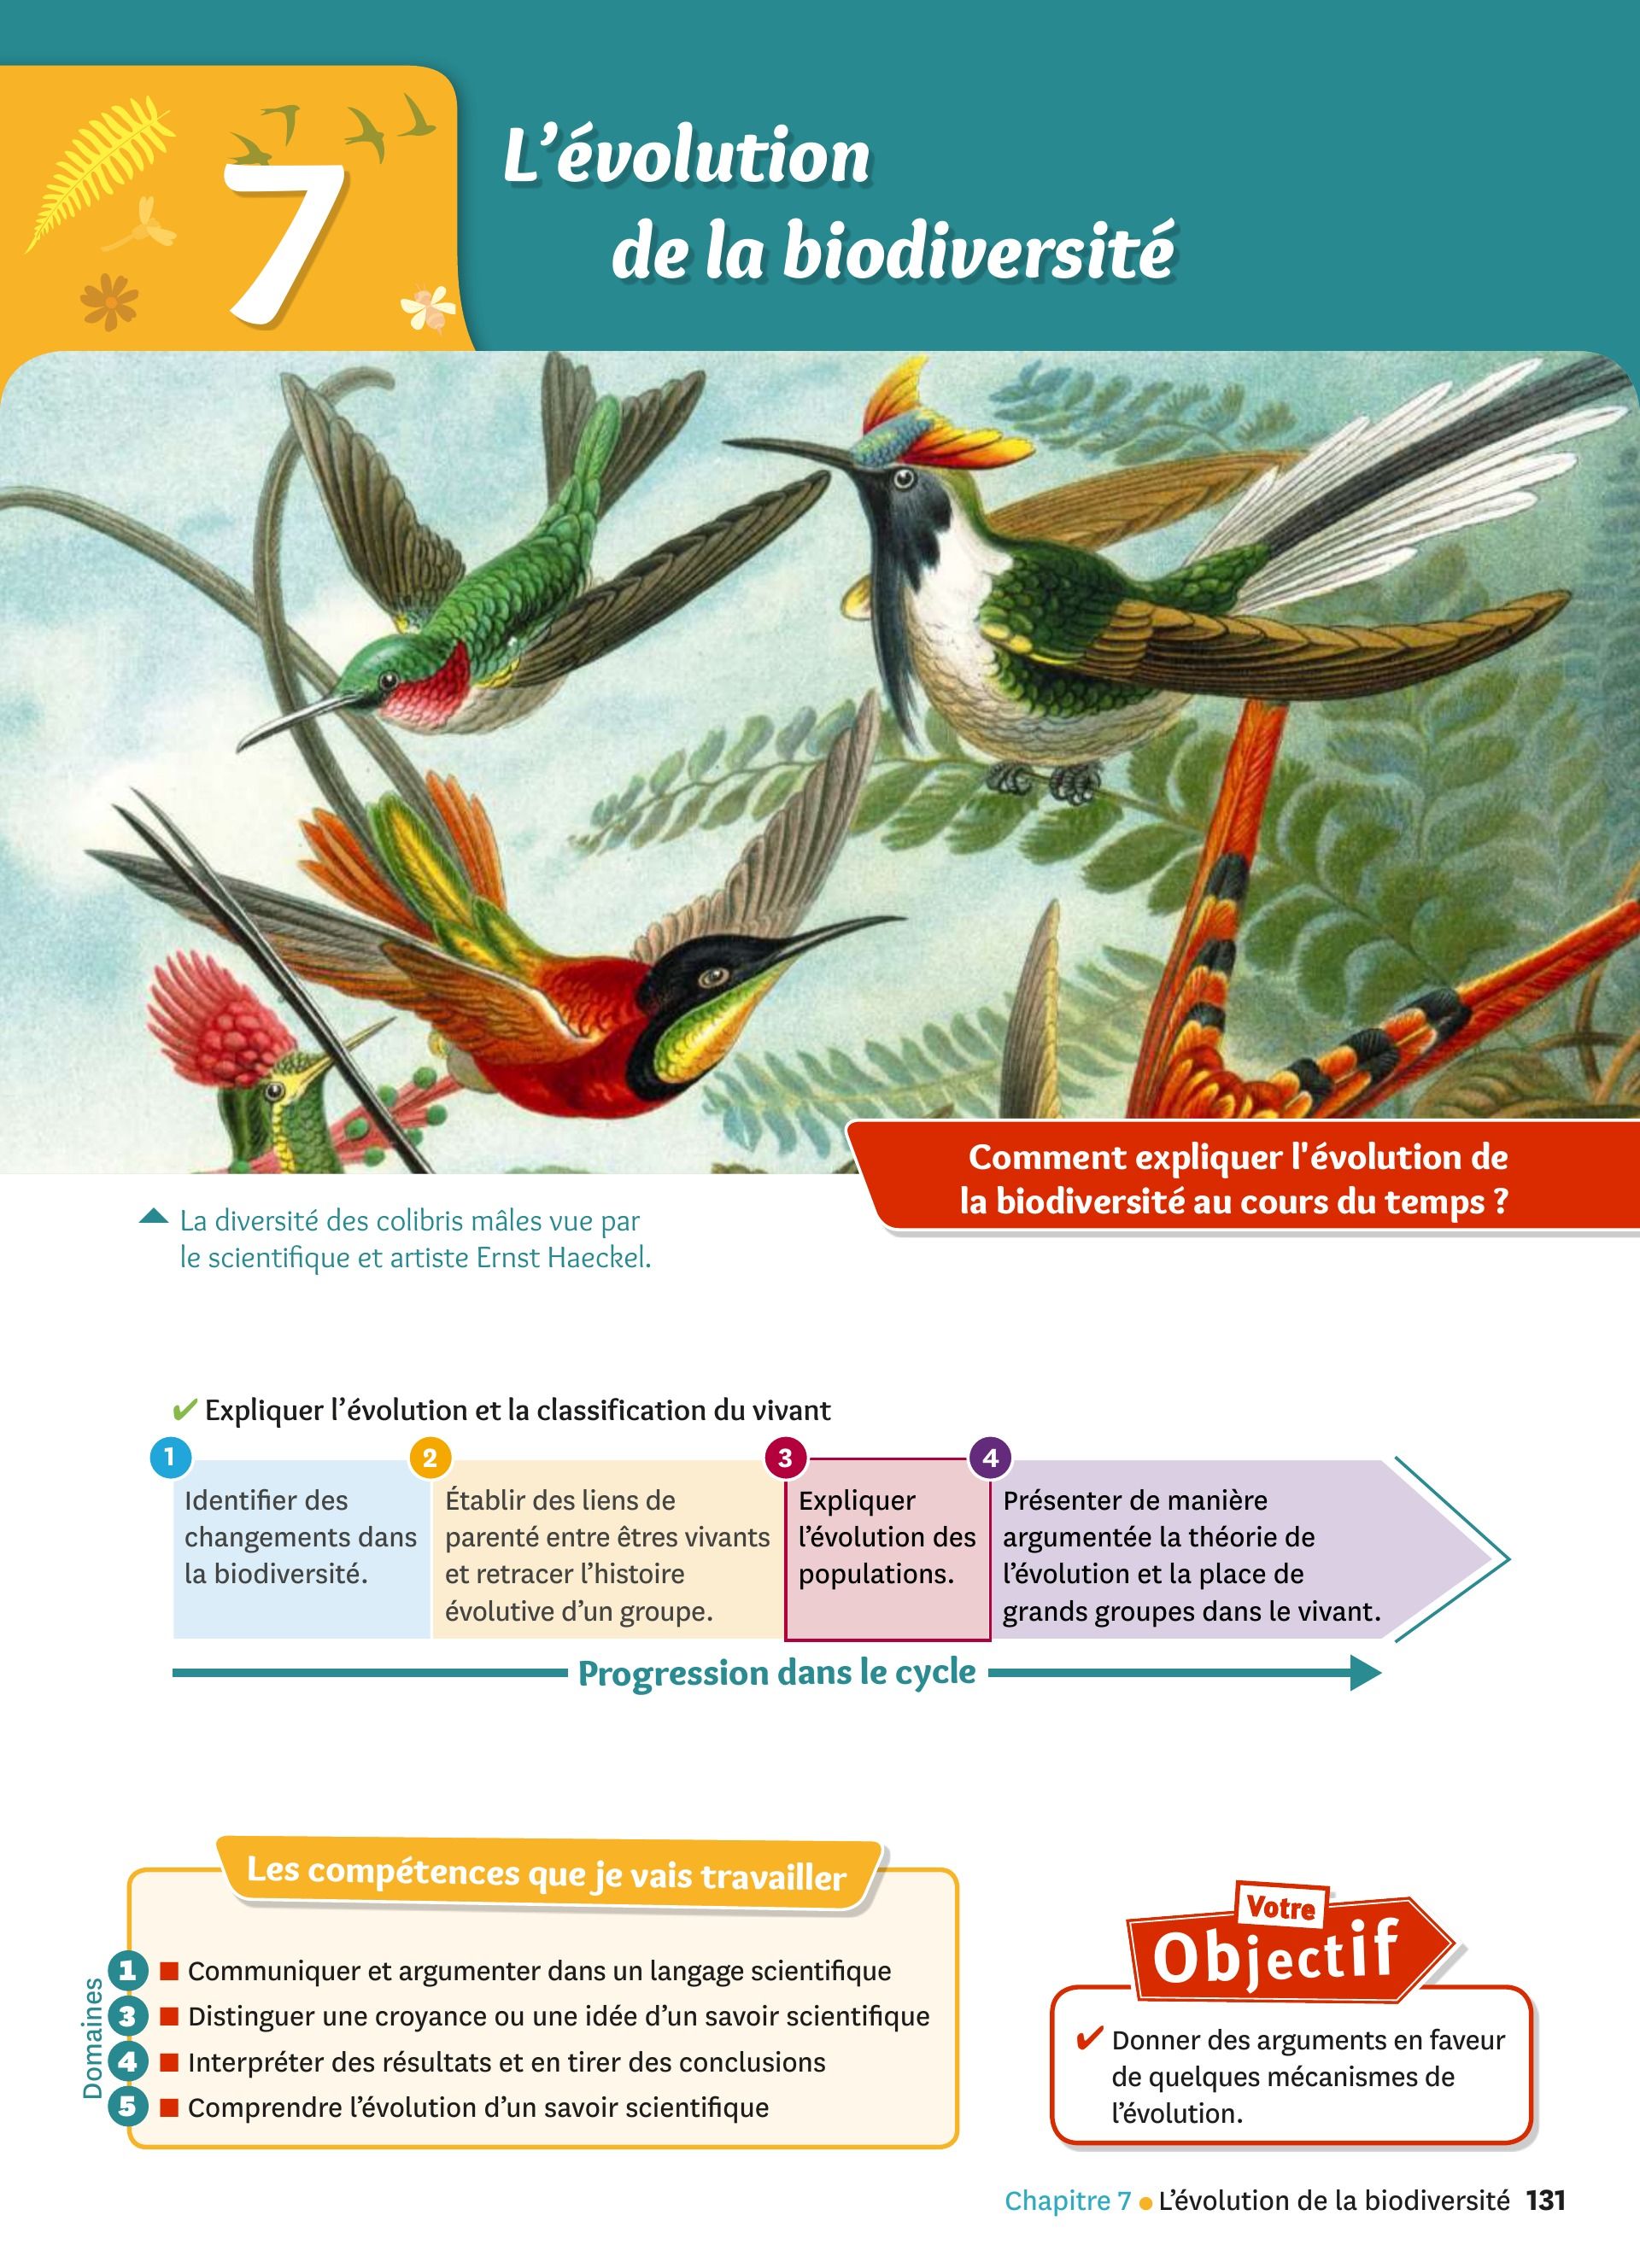 7
L'évolution
de la biodiversité
Comment expliquer l'évolution de
la biodiversité au cours du temps ?
La diversité des colibris mâles vue par
le scientifique et artiste Ernst Haeckel.
✔ Expliquer l'évolution et la classification du vivant
1
Identifier des
changements dans
la biodiversité.
2
Établir des liens de
parenté entre êtres vivants
et retracer l'histoire
évolutive d'un groupe.
3
Expliquer
l'évolution des
populations.
4
Présenter de manière
argumentée la théorie de
l'évolution et la place de
grands groupes dans le vivant.
Progression dans le cycle
Les compétences que je vais travailler
Domaines
1 ■ Communiquer et argumenter dans un langage scientifique
3 ■ Distinguer une croyance ou une idée d'un savoir scientifique
4 ■ Interpréter des résultats et en tirer des conclusions
5 ■ Comprendre l'évolution d'un savoir scientifique
Votre
Objectif
✔ Donner des arguments en faveur
de quelques mécanismes de
l'évolution.
Chapitre 7 ● L'évolution de la biodiversité 131